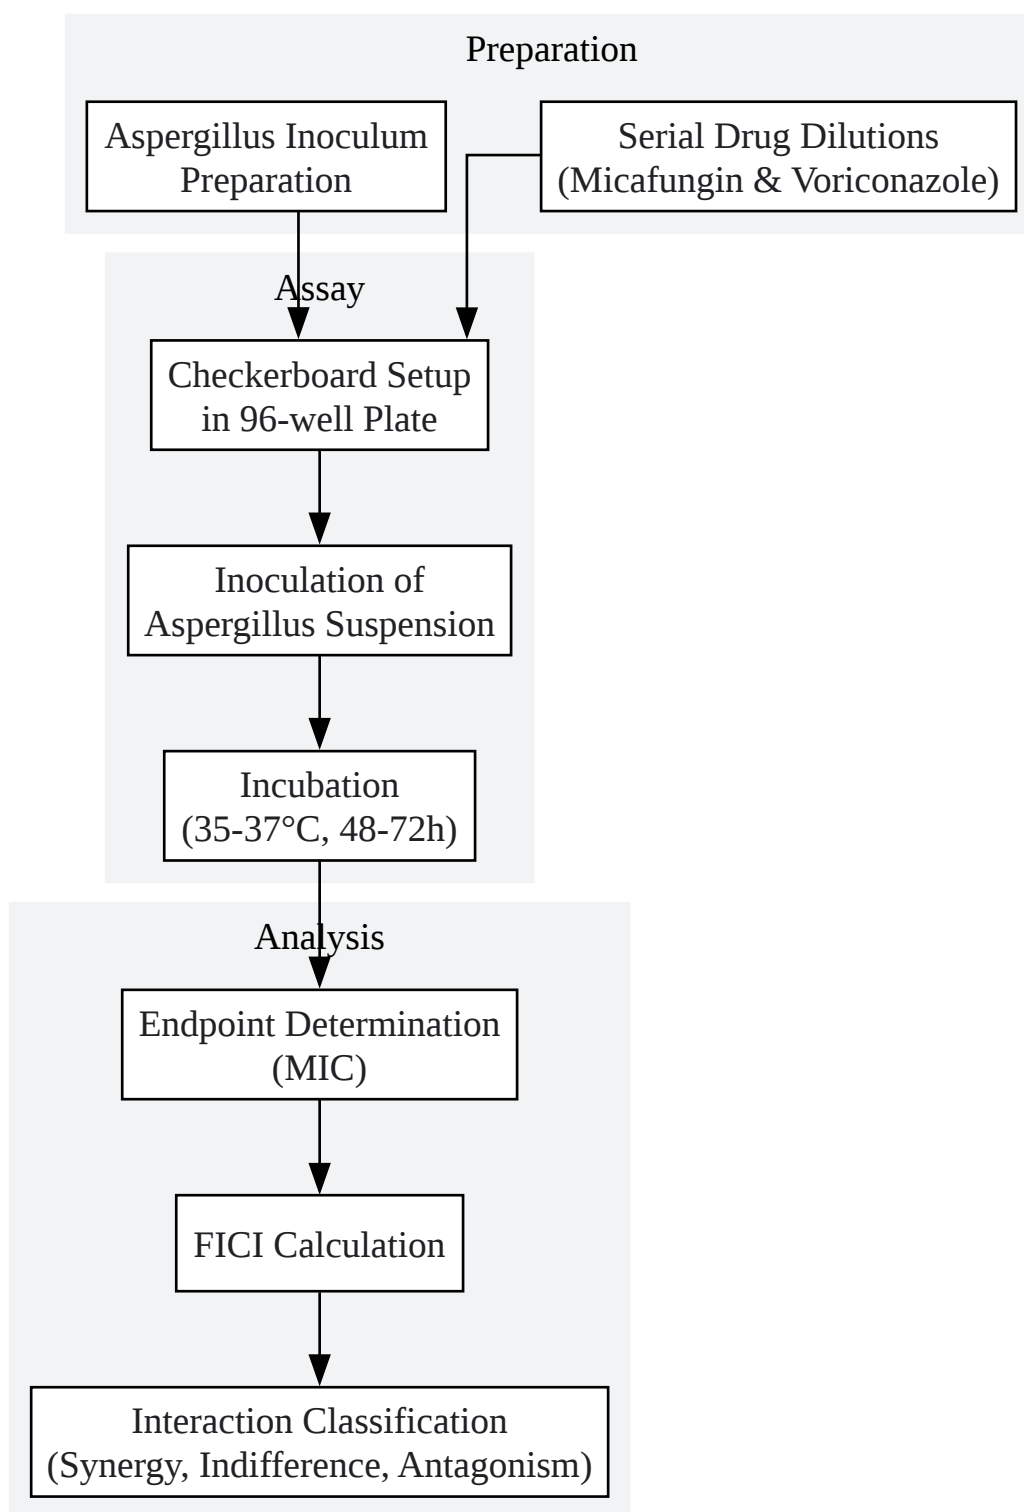 Preparation
Aspergillus Inoculum
Preparation
Serial Drug Dilutions
(Micafungin & Voriconazole)
Assay
Checkerboard Setup
in 96-well Plate
Inoculation of
Aspergillus Suspension
Incubation
(35-37°C, 48-72h)
Analysis
Endpoint Determination
(MIC)
FICI Calculation
Interaction Classification
(Synergy, Indifference, Antagonism)